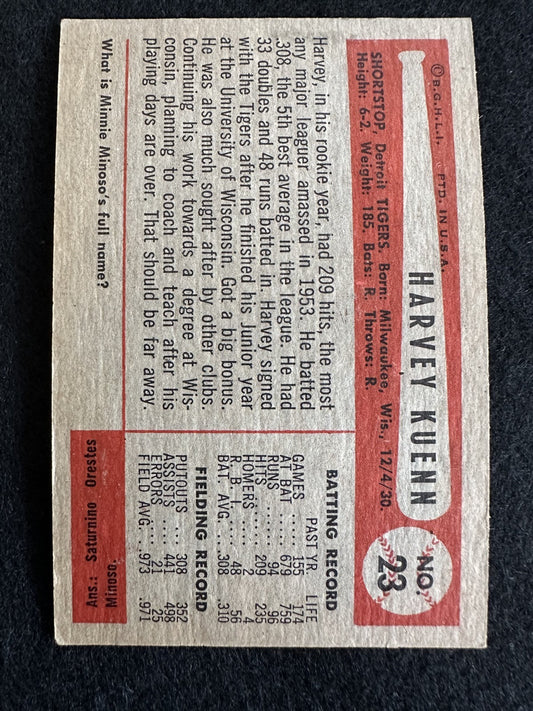 ©B.G.H.L.I. PTD. IN U.S.A.
HARVEY KUENN
NO. 23
SHORTSTOP, Detroit TIGERS. Born: Milwaukee, Wis., 12/4/30.
Height: 6-2. Weight: 185. Bats: R. Throws: R.
Harvey, in his rookie year, had 209 hits, the most
any major leaguer amassed in 1953. He batted
.308, the 5th best average in the league. He had
33 doubles and 48 runs batted in. Harvey signed
with the Tigers after he finished his Junior year
at the University of Wisconsin. Got a big bonus.
He was also much sought after by other clubs.
Continuing his work towards a degree at Wis-
consin, planning to coach and teach after his
playing days are over. That should be far away.
BATTING RECORD
PAST YR. LIFE
GAMES ... 155 174
AT BAT ... 679 759
RUNS ... 94 96
HITS ... 209 235
HOMERS ... 2 4
R. B. I. ... 48 56
BAT. AVG. .308 .310
FIELDING RECORD
PUTOUTS 308 352
ASSISTS ... 441 498
ERRORS ... 21 25
FIELD AVG. .973 .971
What is Minnie Minoso's full name?
Ans.: Saturnino Orestes
Minoso.